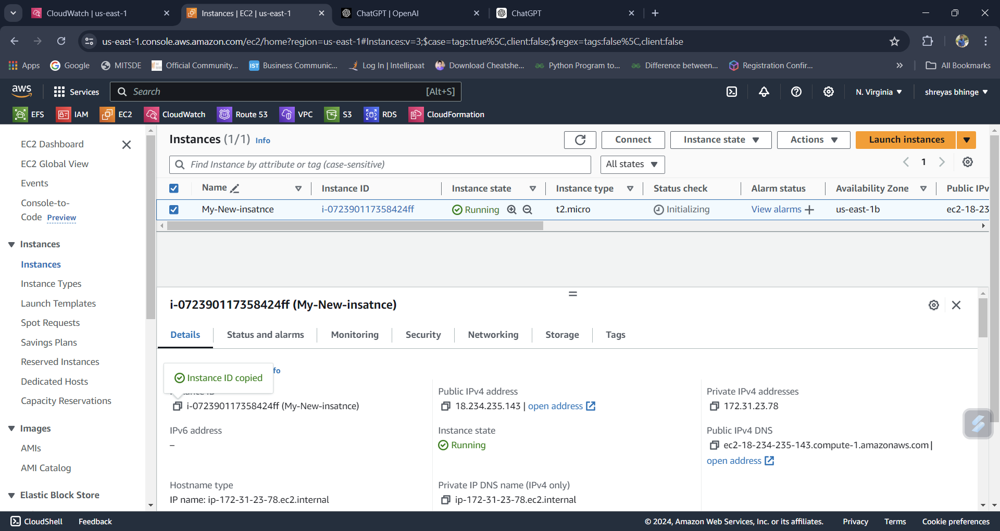 CloudWatch | us-east-1
Instances | EC2 | us-east-1
ChatGPT | OpenAI
ChatGPT
us-east-1.console.aws.amazon.com/ec2/home?region=us-east-1#Instances:v=3;$case=tags:true%5C,client:false;$regex=tags:false%5C,client:false
Apps
Google
MITSDE
Official Community...
IST Business Communic...
Log In | Intellipaat
Download Cheatshe...
Python Program to...
Difference between...
Registration Confir...
All Bookmarks
aws
Services
Search
[Alt+S]
N. Virginia
shreyas bhinge
EFS
IAM
EC2
CloudWatch
Route 53
VPC
S3
RDS
CloudFormation
EC2 Dashboard
EC2 Global View
Events
Console-to-
Code Preview
Instances
Instances
Instance Types
Launch Templates
Spot Requests
Savings Plans
Reserved Instances
Dedicated Hosts
Capacity Reservations
Images
AMIs
AMI Catalog
Elastic Block Store
Instances (1/1) Info
Connect
Instance state
Actions
Launch instances
Find Instance by attribute or tag (case-sensitive)
All states
1
Name
Instance ID
Instance state
Instance type
Status check
Alarm status
Availability Zone
Public IPv
My-New-insatnce
i-072390117358424ff
Running
t2.micro
Initializing
View alarms +
us-east-1b
ec2-18-23
i-072390117358424ff (My-New-insatnce)
Details
Status and alarms
Monitoring
Security
Networking
Storage
Tags
Instance ID copied
fo
i-072390117358424ff (My-New-insatnce)
Public IPv4 address
18.234.235.143 | open address
Private IPv4 addresses
172.31.23.78
IPv6 address
–
Instance state
Running
Public IPv4 DNS
ec2-18-234-235-143.compute-1.amazonaws.com |
open address
Hostname type
IP name: ip-172-31-23-78.ec2.internal
Private IP DNS name (IPv4 only)
ip-172-31-23-78.ec2.internal
CloudShell
Feedback
© 2024, Amazon Web Services, Inc. or its affiliates.
Privacy
Terms
Cookie preferences